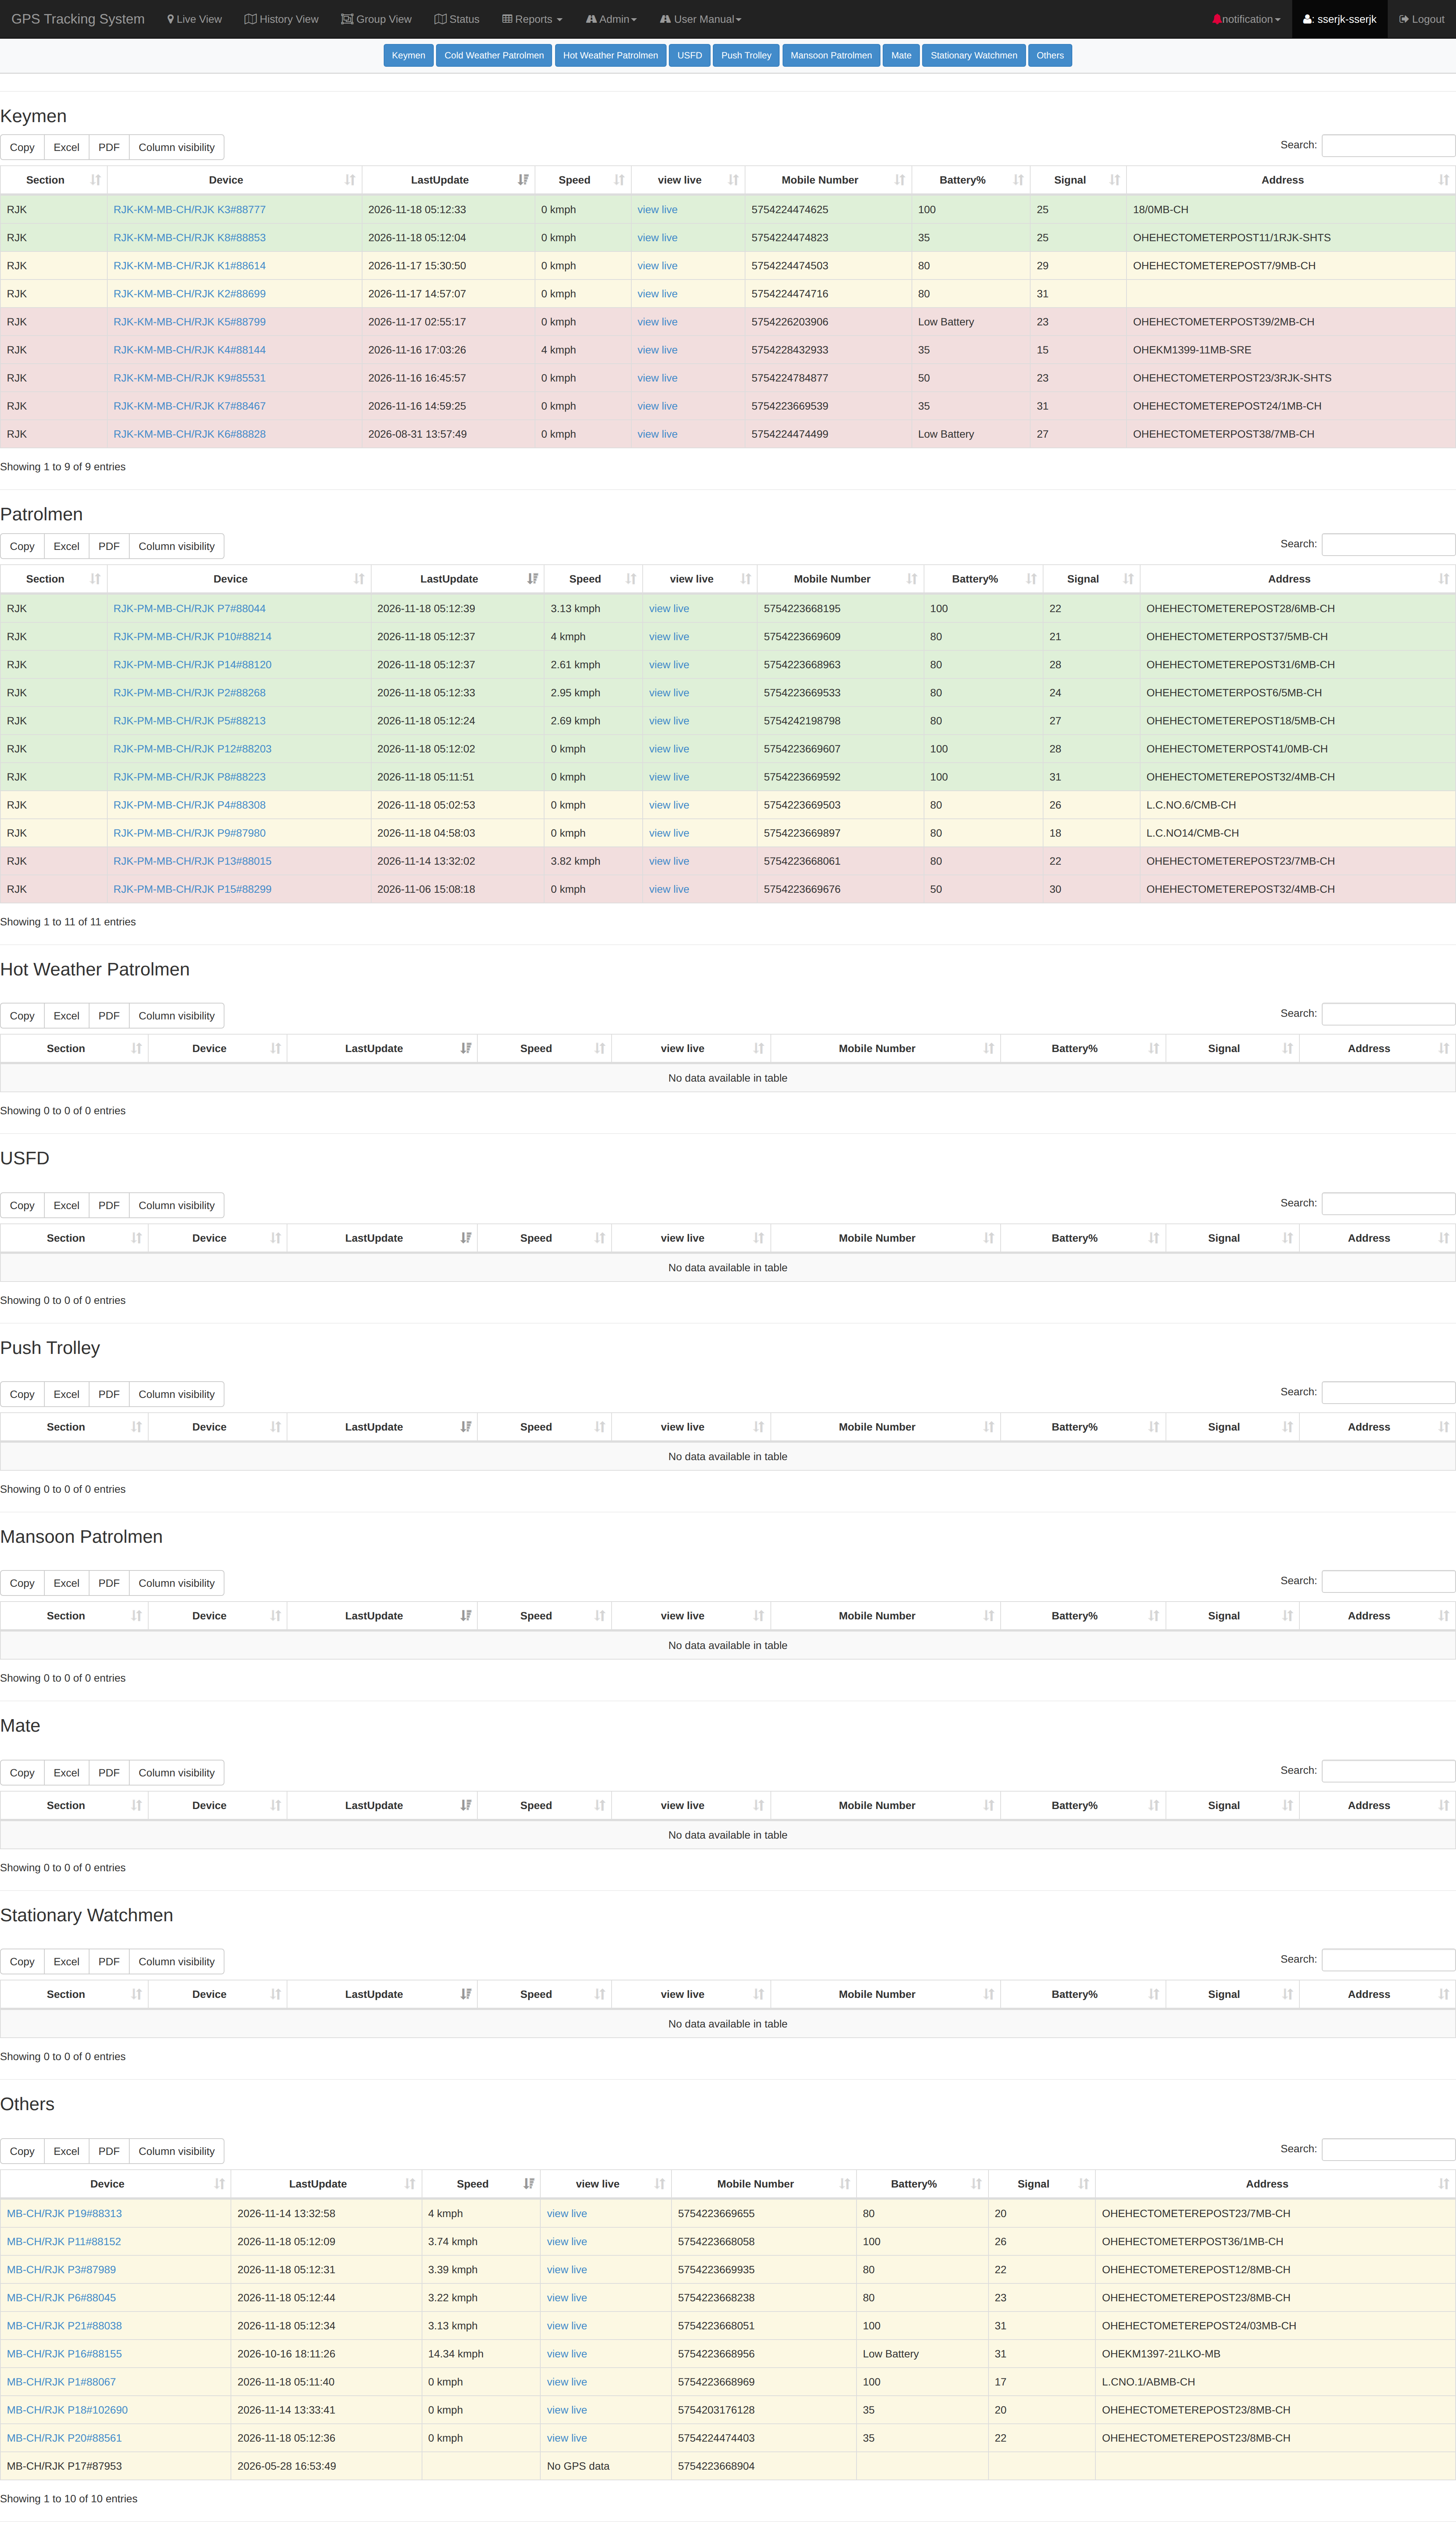 GPS Tracking System Live View History View Group View Status Reports Admin User Manual notification : sserjk-sserjk Logout
Keymen Cold Weather Patrolmen Hot Weather Patrolmen USFD Push Trolley Mansoon Patrolmen Mate Stationary Watchmen Others
Keymen
Copy Excel PDF Column visibility Search:
Section Device LastUpdate Speed view live Mobile Number Battery% Signal Address
RJK RJK-KM-MB-CH/RJK K3#88777 2026-11-18 05:12:33 0 kmph view live 5754224474625 100 25 18/0MB-CH
RJK RJK-KM-MB-CH/RJK K8#88853 2026-11-18 05:12:04 0 kmph view live 5754224474823 35 25 OHEHECTOMETERPOST11/1RJK-SHTS
RJK RJK-KM-MB-CH/RJK K1#88614 2026-11-17 15:30:50 0 kmph view live 5754224474503 80 29 OHEHECTOMETEREPOST7/9MB-CH
RJK RJK-KM-MB-CH/RJK K2#88699 2026-11-17 14:57:07 0 kmph view live 5754224474716 80 31
RJK RJK-KM-MB-CH/RJK K5#88799 2026-11-17 02:55:17 0 kmph view live 5754226203906 Low Battery 23 OHEHECTOMETERPOST39/2MB-CH
RJK RJK-KM-MB-CH/RJK K4#88144 2026-11-16 17:03:26 4 kmph view live 5754228432933 35 15 OHEKM1399-11MB-SRE
RJK RJK-KM-MB-CH/RJK K9#85531 2026-11-16 16:45:57 0 kmph view live 5754224784877 50 23 OHEHECTOMETERPOST23/3RJK-SHTS
RJK RJK-KM-MB-CH/RJK K7#88467 2026-11-16 14:59:25 0 kmph view live 5754223669539 35 31 OHEHECTOMETEREPOST24/1MB-CH
RJK RJK-KM-MB-CH/RJK K6#88828 2026-08-31 13:57:49 0 kmph view live 5754224474499 Low Battery 27 OHEHECTOMETERPOST38/7MB-CH
Showing 1 to 9 of 9 entries
Patrolmen
Copy Excel PDF Column visibility Search:
Section Device LastUpdate Speed view live Mobile Number Battery% Signal Address
RJK RJK-PM-MB-CH/RJK P7#88044 2026-11-18 05:12:39 3.13 kmph view live 5754223668195 100 22 OHEHECTOMETEREPOST28/6MB-CH
RJK RJK-PM-MB-CH/RJK P10#88214 2026-11-18 05:12:37 4 kmph view live 5754223669609 80 21 OHEHECTOMETERPOST37/5MB-CH
RJK RJK-PM-MB-CH/RJK P14#88120 2026-11-18 05:12:37 2.61 kmph view live 5754223668963 80 28 OHEHECTOMETEREPOST31/6MB-CH
RJK RJK-PM-MB-CH/RJK P2#88268 2026-11-18 05:12:33 2.95 kmph view live 5754223669533 80 24 OHEHECTOMETERPOST6/5MB-CH
RJK RJK-PM-MB-CH/RJK P5#88213 2026-11-18 05:12:24 2.69 kmph view live 5754242198798 80 27 OHEHECTOMETEREPOST18/5MB-CH
RJK RJK-PM-MB-CH/RJK P12#88203 2026-11-18 05:12:02 0 kmph view live 5754223669607 100 28 OHEHECTOMETERPOST41/0MB-CH
RJK RJK-PM-MB-CH/RJK P8#88223 2026-11-18 05:11:51 0 kmph view live 5754223669592 100 31 OHEHECTOMETEREPOST32/4MB-CH
RJK RJK-PM-MB-CH/RJK P4#88308 2026-11-18 05:02:53 0 kmph view live 5754223669503 80 26 L.C.NO.6/CMB-CH
RJK RJK-PM-MB-CH/RJK P9#87980 2026-11-18 04:58:03 0 kmph view live 5754223669897 80 18 L.C.NO14/CMB-CH
RJK RJK-PM-MB-CH/RJK P13#88015 2026-11-14 13:32:02 3.82 kmph view live 5754223668061 80 22 OHEHECTOMETEREPOST23/7MB-CH
RJK RJK-PM-MB-CH/RJK P15#88299 2026-11-06 15:08:18 0 kmph view live 5754223669676 50 30 OHEHECTOMETEREPOST32/4MB-CH
Showing 1 to 11 of 11 entries
Hot Weather Patrolmen
Copy Excel PDF Column visibility Search:
Section Device LastUpdate Speed view live Mobile Number Battery% Signal Address
No data available in table
Showing 0 to 0 of 0 entries
USFD
Copy Excel PDF Column visibility Search:
Section Device LastUpdate Speed view live Mobile Number Battery% Signal Address
No data available in table
Showing 0 to 0 of 0 entries
Push Trolley
Copy Excel PDF Column visibility Search:
Section Device LastUpdate Speed view live Mobile Number Battery% Signal Address
No data available in table
Showing 0 to 0 of 0 entries
Mansoon Patrolmen
Copy Excel PDF Column visibility Search:
Section Device LastUpdate Speed view live Mobile Number Battery% Signal Address
No data available in table
Showing 0 to 0 of 0 entries
Mate
Copy Excel PDF Column visibility Search:
Section Device LastUpdate Speed view live Mobile Number Battery% Signal Address
No data available in table
Showing 0 to 0 of 0 entries
Stationary Watchmen
Copy Excel PDF Column visibility Search:
Section Device LastUpdate Speed view live Mobile Number Battery% Signal Address
No data available in table
Showing 0 to 0 of 0 entries
Others
Copy Excel PDF Column visibility Search:
Device LastUpdate Speed view live Mobile Number Battery% Signal Address
MB-CH/RJK P19#88313 2026-11-14 13:32:58 4 kmph view live 5754223669655 80 20 OHEHECTOMETEREPOST23/7MB-CH
MB-CH/RJK P11#88152 2026-11-18 05:12:09 3.74 kmph view live 5754223668058 100 26 OHEHECTOMETERPOST36/1MB-CH
MB-CH/RJK P3#87989 2026-11-18 05:12:31 3.39 kmph view live 5754223669935 80 22 OHEHECTOMETEREPOST12/8MB-CH
MB-CH/RJK P6#88045 2026-11-18 05:12:44 3.22 kmph view live 5754223668238 80 23 OHEHECTOMETEREPOST23/8MB-CH
MB-CH/RJK P21#88038 2026-11-18 05:12:34 3.13 kmph view live 5754223668051 100 31 OHEHECTOMETEREPOST24/03MB-CH
MB-CH/RJK P16#88155 2026-10-16 18:11:26 14.34 kmph view live 5754223668956 Low Battery 31 OHEKM1397-21LKO-MB
MB-CH/RJK P1#88067 2026-11-18 05:11:40 0 kmph view live 5754223668969 100 17 L.CNO.1/ABMB-CH
MB-CH/RJK P18#102690 2026-11-14 13:33:41 0 kmph view live 5754203176128 35 20 OHEHECTOMETEREPOST23/8MB-CH
MB-CH/RJK P20#88561 2026-11-18 05:12:36 0 kmph view live 5754224474403 35 22 OHEHECTOMETEREPOST23/8MB-CH
MB-CH/RJK P17#87953 2026-05-28 16:53:49 No GPS data 5754223668904
Showing 1 to 10 of 10 entries